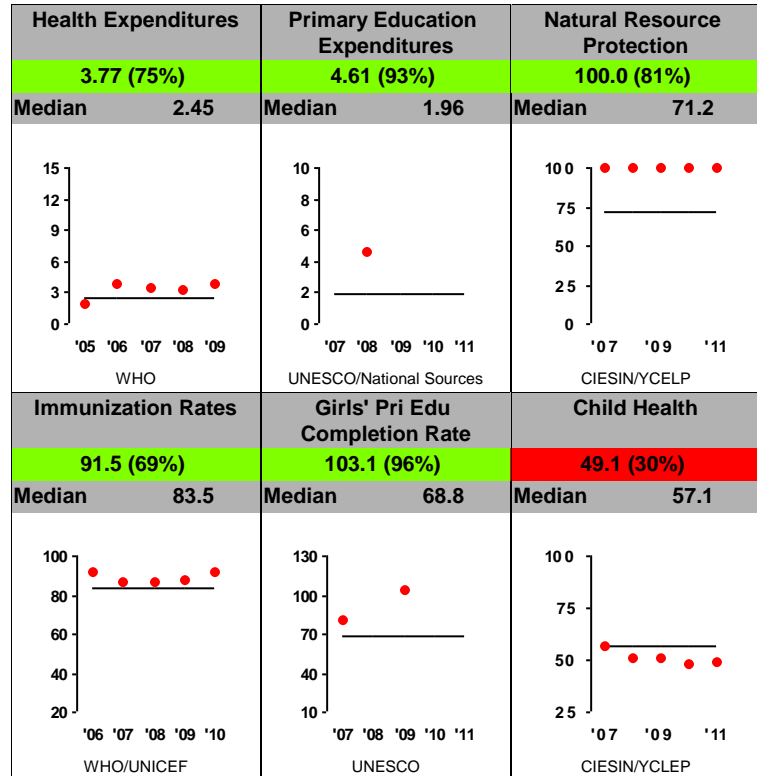 Health Expenditures
3.77 (75%)
Median 2.45
15
12
9
6
3
0
'05 '06 '07 '08 '09
WHO
Primary Education
Expenditures
4.61 (93%)
Median 1.96
10
8
6
4
2
0
'07 '08 '09 '10 '11
UNESCO/National Sources
Natural Resource
Protection
100.0 (81%)
Median 71.2
100
75
50
25
0
'07 '09 '11
CIESIN/YCELP
Immunization Rates
91.5 (69%)
Median 83.5
100
80
60
40
20
'06 '07 '08 '09 '10
WHO/UNICEF
Girls' Pri Edu
Completion Rate
103.1 (96%)
Median 68.8
130
100
70
40
10
'07 '08 '09 '10 '11
UNESCO
Child Health
49.1 (30%)
Median 57.1
100
75
50
25
'07 '09 '11
CIESIN/YCLEP